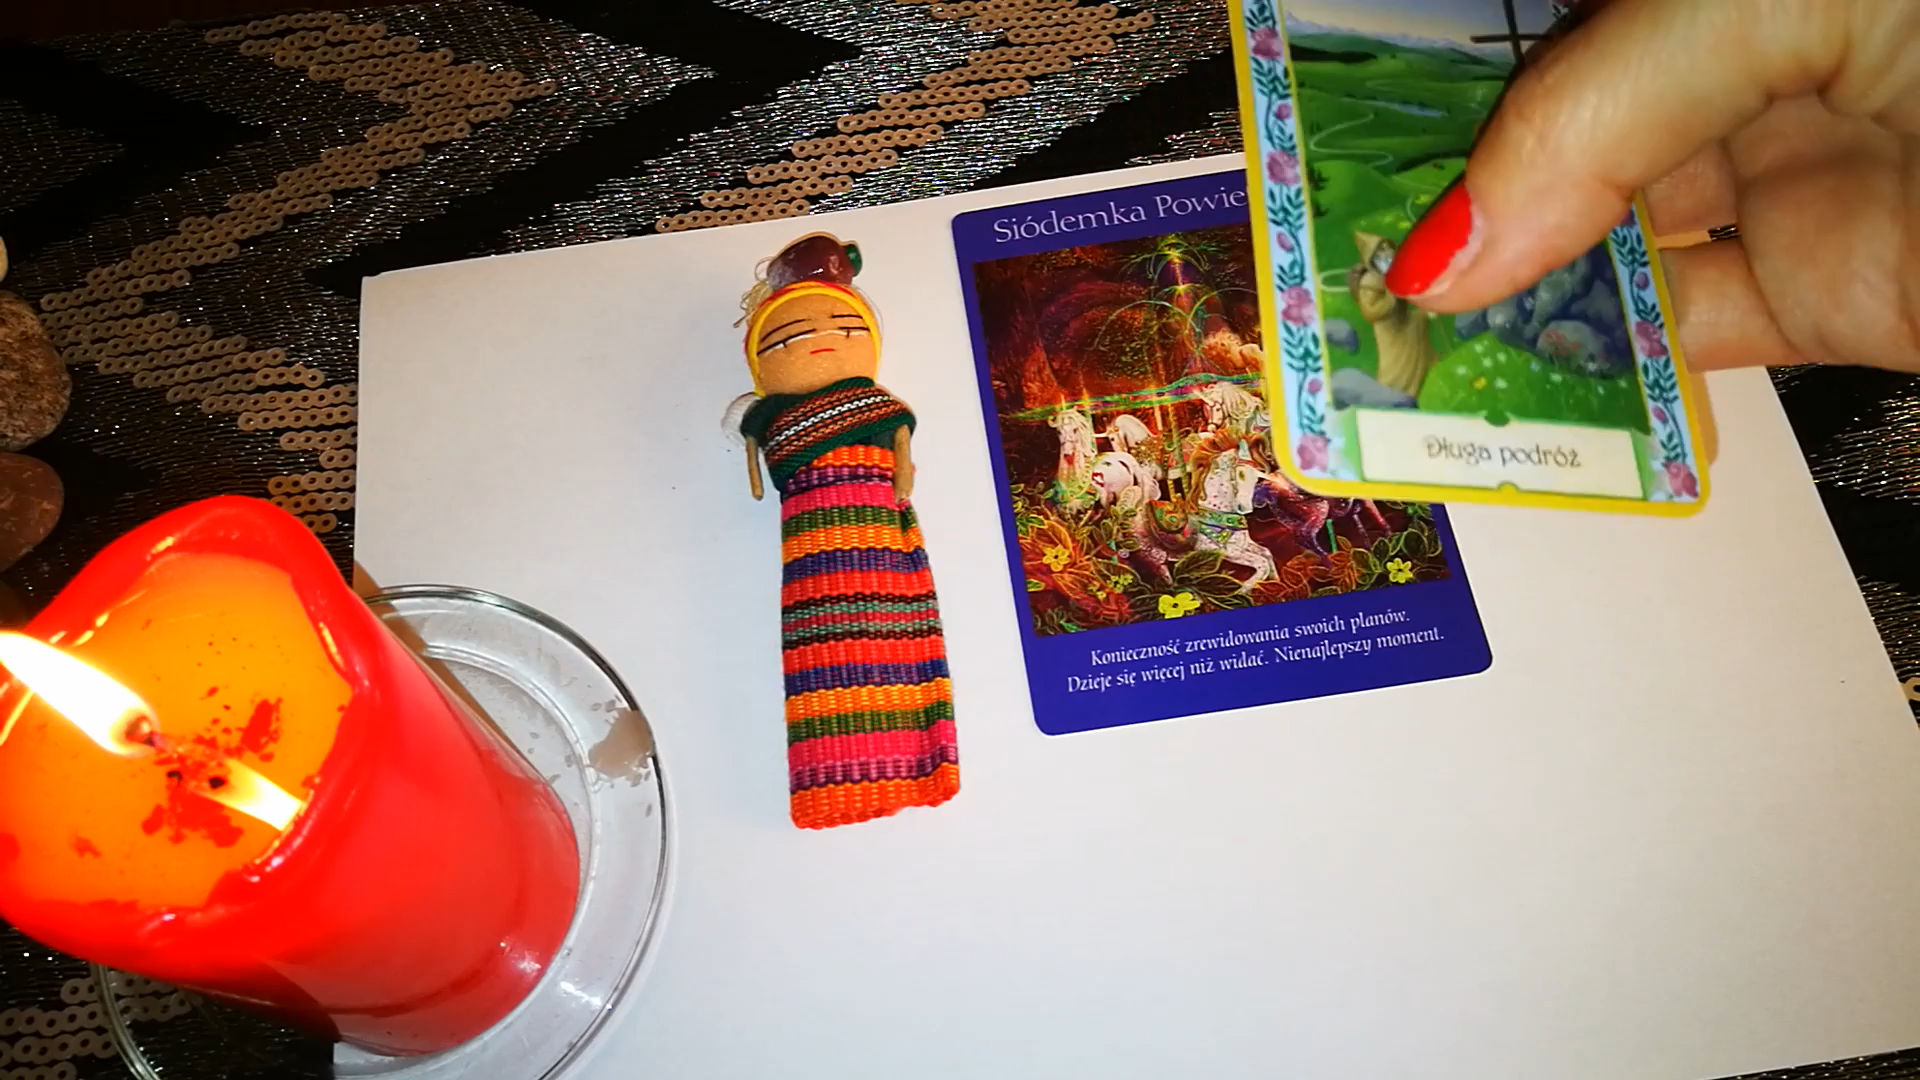 Siódemka Powie
Długa podróż
Konieczność zrewidowania swoich planów.
Dzieje się więcej niż widać. Nienajlepszy moment.